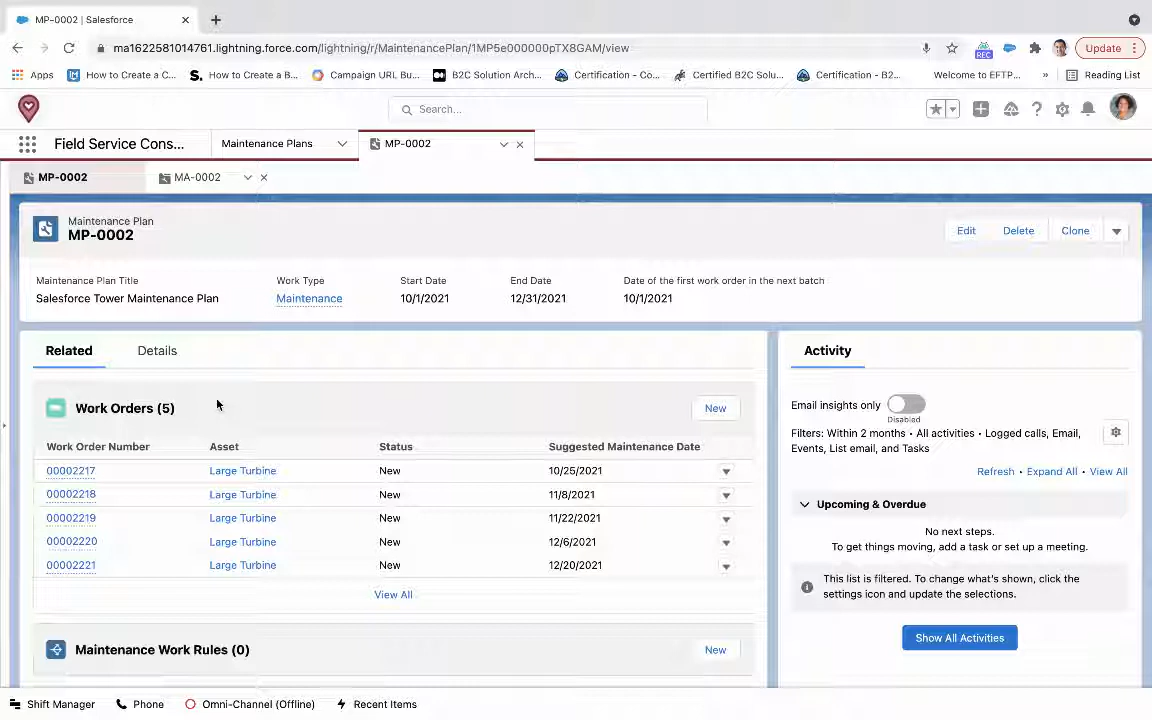 MP-0002 | Salesforce
ma1622581014761.lightning.force.com/lightning/r/MaintenancePlan/1MP5e000000pTX8GAM/view
REC
Update
Apps
How to Create a C...
How to Create a B...
Campaign URL Bu...
B2C Solution Arch...
Certification - Co...
Certified B2C Solu...
Certification - B2...
Welcome to EFTP...
»
Reading List
Search...
Field Service Cons...
Maintenance Plans
MP-0002
MP-0002
MA-0002
Maintenance Plan
MP-0002
Edit
Delete
Clone
Maintenance Plan Title
Work Type
Start Date
End Date
Date of the first work order in the next batch
Salesforce Tower Maintenance Plan
Maintenance
10/1/2021
12/31/2021
10/1/2021
Related
Details
Work Orders (5)
New
Work Order Number
Asset
Status
Suggested Maintenance Date
00002217
Large Turbine
New
10/25/2021
00002218
Large Turbine
New
11/8/2021
00002219
Large Turbine
New
11/22/2021
00002220
Large Turbine
New
12/6/2021
00002221
Large Turbine
New
12/20/2021
View All
Maintenance Work Rules (0)
New
Activity
Email insights only
Disabled
Filters: Within 2 months • All activities • Logged calls, Email,
Events, List email, and Tasks
Refresh • Expand All • View All
Upcoming & Overdue
No next steps.
To get things moving, add a task or set up a meeting.
This list is filtered. To change what's shown, click the
settings icon and update the selections.
Show All Activities
Shift Manager
Phone
Omni-Channel (Offline)
Recent Items